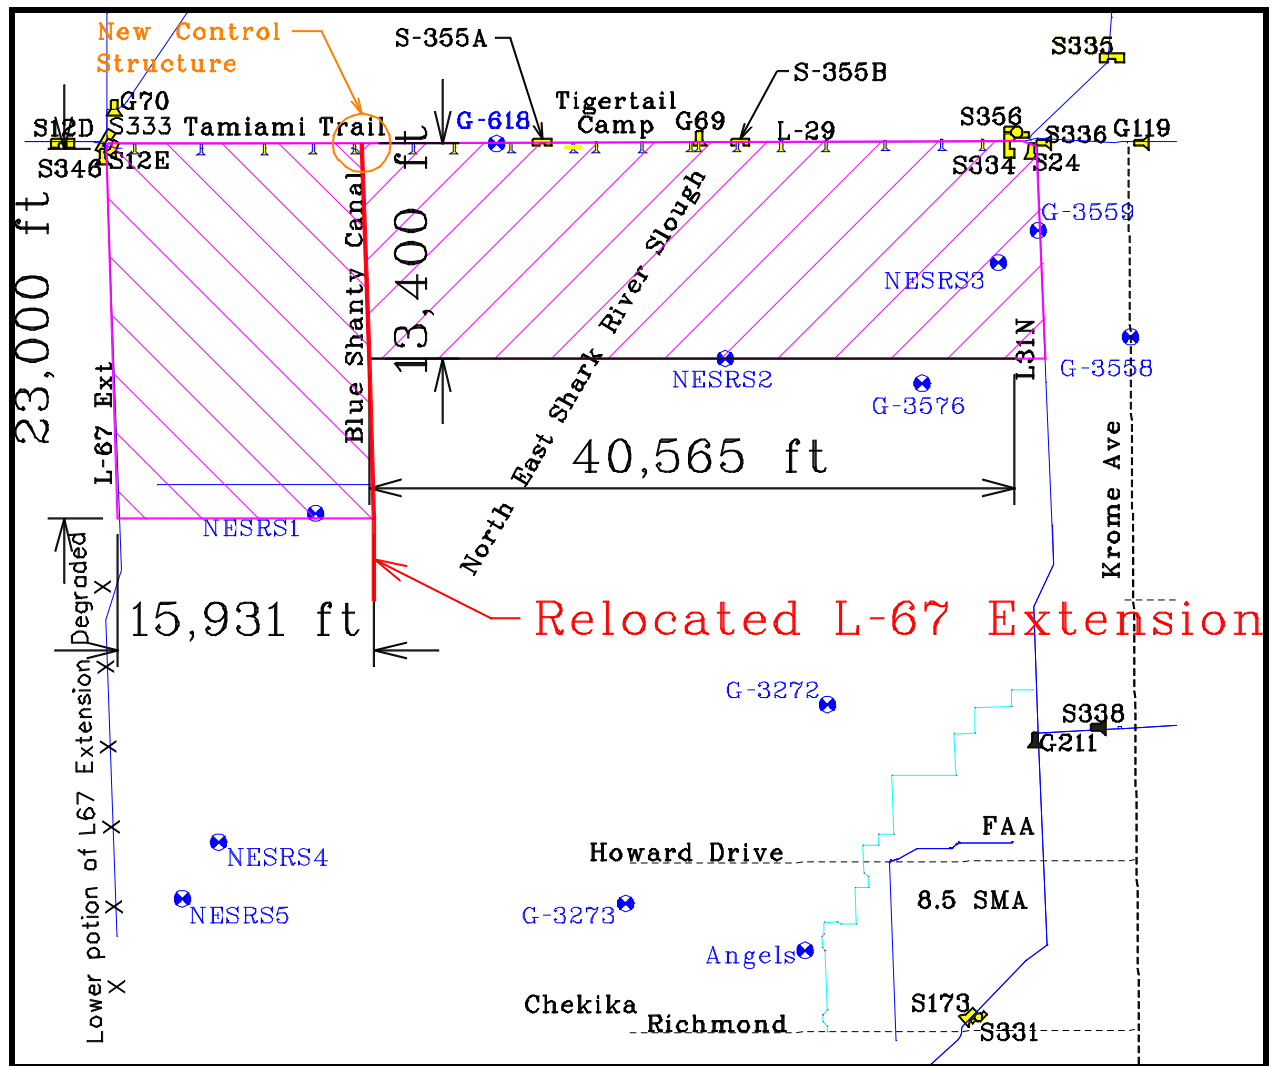 New Control
Structure
S-355A
S335
S-355B
G70
Tigertail
Camp
G-618
G69
L-29
S356
S336
G119
S12D
S333
Tamiami Trail
S346
S12E
S334
S24
23,000 ft
Blue Shanty Canal
13,400 ft
North East Shark River Slough
G-3559
NESRS3
L31N
G-3558
NESRS2
G-3576
L-67 Ext
40,565 ft
Krome Ave
NESRS1
15,931 ft
Relocated L-67 Extension
Lower potion of L67 Extension Degraded
X
X
X
X
X
X
G-3272
S338
G211
FAA
Howard Drive
NESRS4
8.5 SMA
NESRS5
G-3273
Angels
Chekika
Richmond
S173
S331